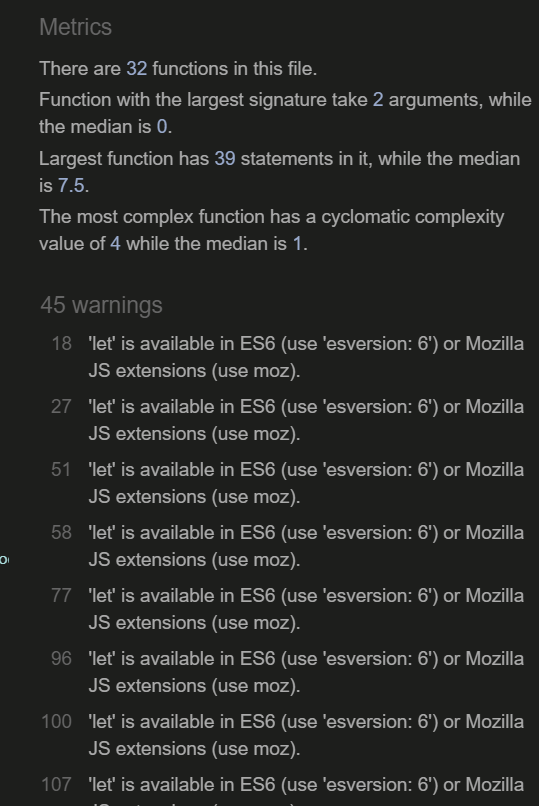 Metrics
There are 32 functions in this file.
Function with the largest signature take 2 arguments, while
the median is 0.
Largest function has 39 statements in it, while the median
is 7.5.
The most complex function has a cyclomatic complexity
value of 4 while the median is 1.
45 warnings
18 'let' is available in ES6 (use 'esversion: 6') or Mozilla
JS extensions (use moz).
27 'let' is available in ES6 (use 'esversion: 6') or Mozilla
JS extensions (use moz).
51 'let' is available in ES6 (use 'esversion: 6') or Mozilla
JS extensions (use moz).
58 'let' is available in ES6 (use 'esversion: 6') or Mozilla
JS extensions (use moz).
77 'let' is available in ES6 (use 'esversion: 6') or Mozilla
JS extensions (use moz).
96 'let' is available in ES6 (use 'esversion: 6') or Mozilla
JS extensions (use moz).
100 'let' is available in ES6 (use 'esversion: 6') or Mozilla
JS extensions (use moz).
107 'let' is available in ES6 (use 'esversion: 6') or Mozilla